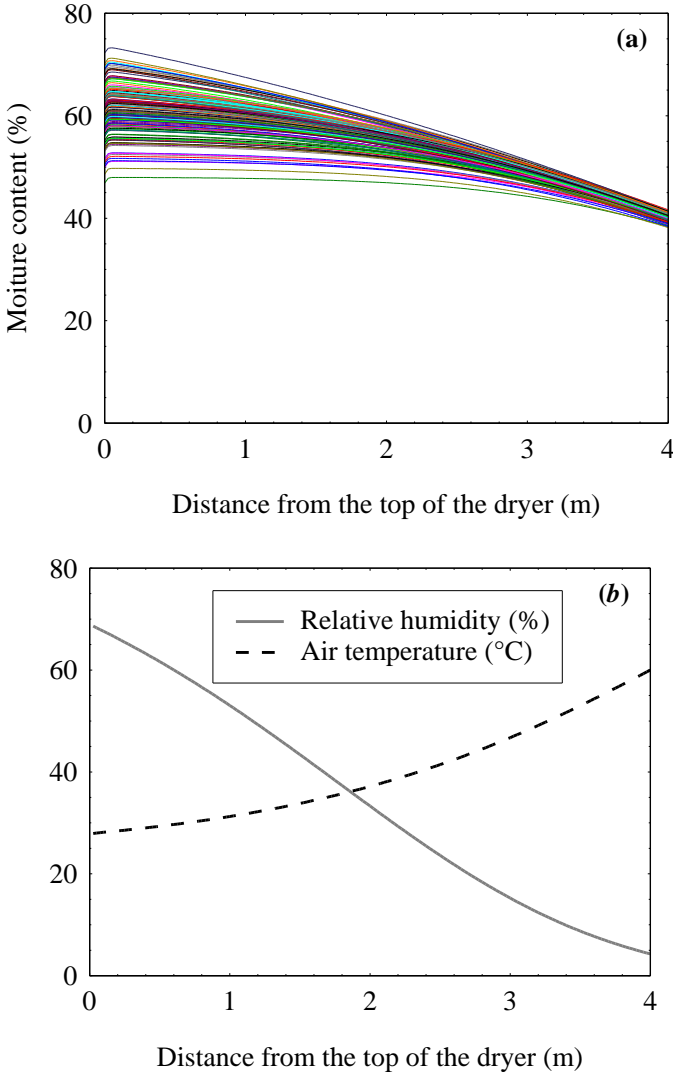 80
(a)
60
40
20
0
Moiture content (%)
0 1 2 3 4
Distance from the top of the dryer (m)
80
(b)
Relative humidity (%)
Air temperature (°C)
60
40
20
0
0 1 2 3 4
Distance from the top of the dryer (m)